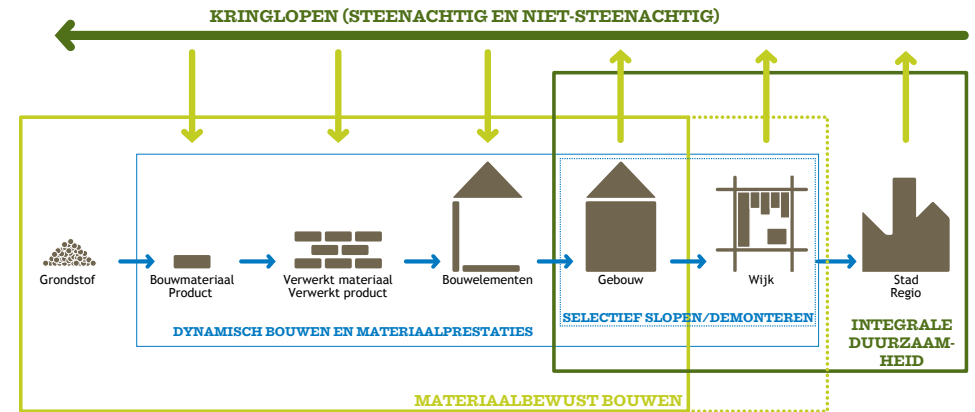 KRINGLOPEN (STEENACHTIG EN NIET-STEENACHTIG)
Grondstof
Bouwmateriaal
Product
Verwerkt materiaal
Verwerkt product
Bouwelementen
Gebouw
Wijk
Stad
Regio
DYNAMISCH BOUWEN EN MATERIAALPRESTATIES
SELECTIEF SLOPEN/DEMONTEREN
INTEGRALE
DUURZAAM-
HEID
MATERIAALBEWUST BOUWEN